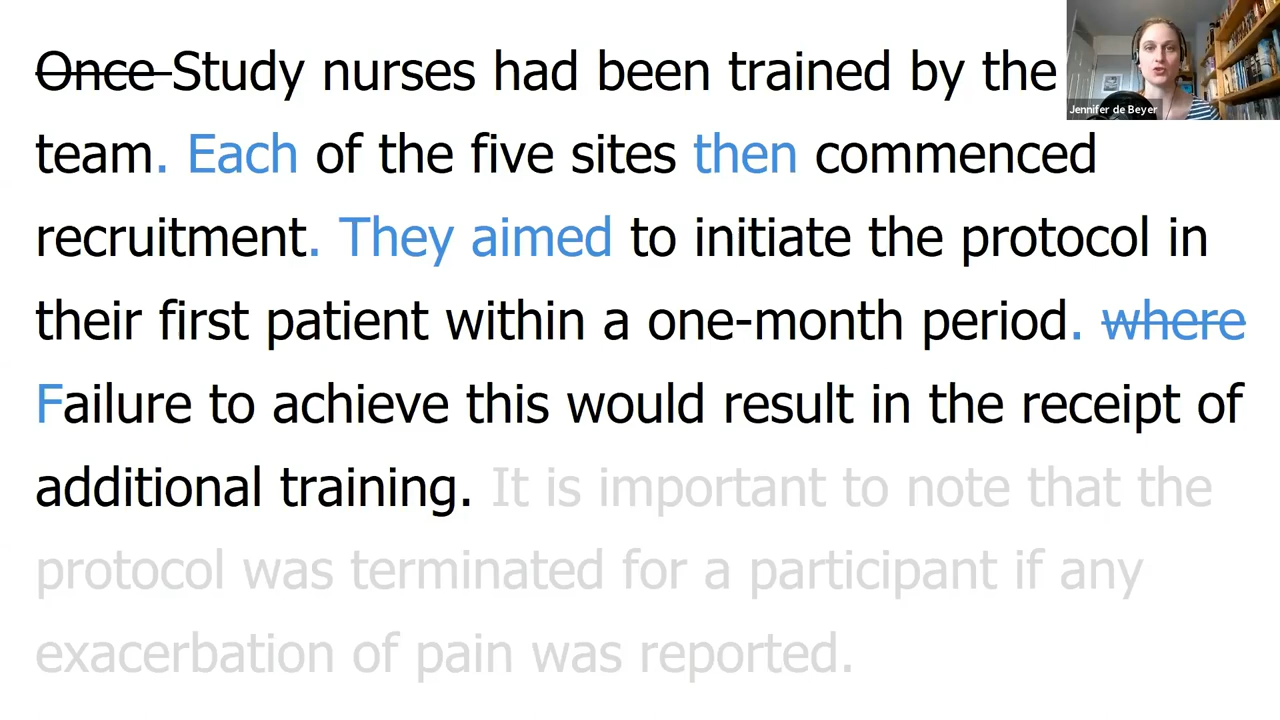 Once Study nurses had been trained by the
Jennifer de Beyer
team. Each of the five sites then commenced
recruitment. They aimed to initiate the protocol in
their first patient within a one-month period. where
Failure to achieve this would result in the receipt of
additional training. It is important to note that the
protocol was terminated for a participant if any
exacerbation of pain was reported.